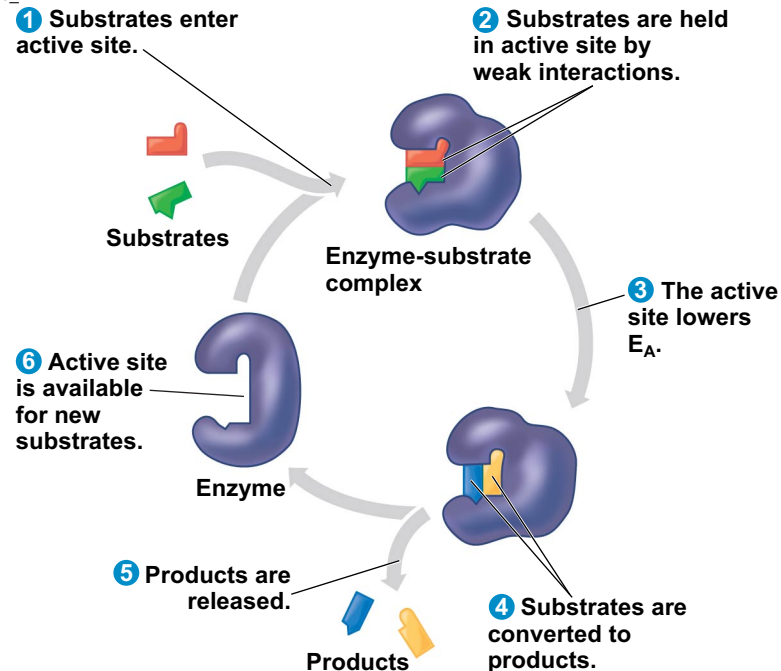 1 Substrates enter
active site.
2 Substrates are held
in active site by
weak interactions.
Substrates
Enzyme-substrate
complex
3 The active
site lowers
E_A.
6 Active site
is available
for new
substrates.
Enzyme
5 Products are
released.
4 Substrates are
converted to
products.
Products